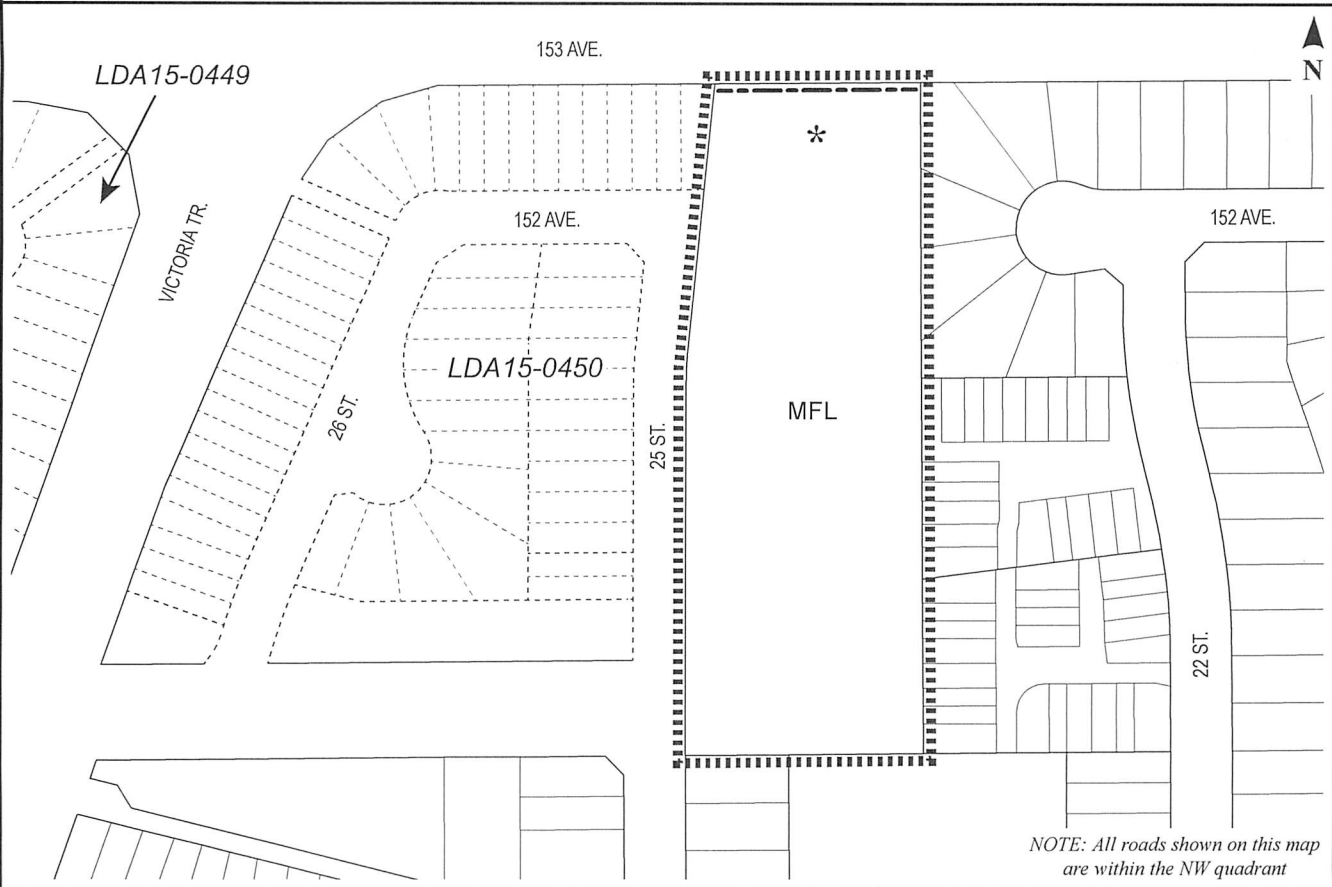 153 AVE.
N
LDA15-0449
*
VICTORIA TR.
152 AVE.
152 AVE.
LDA15-0450
26 ST.
25 ST.
MFL
22 ST.
NOTE: All roads shown on this map
are within the NW quadrant